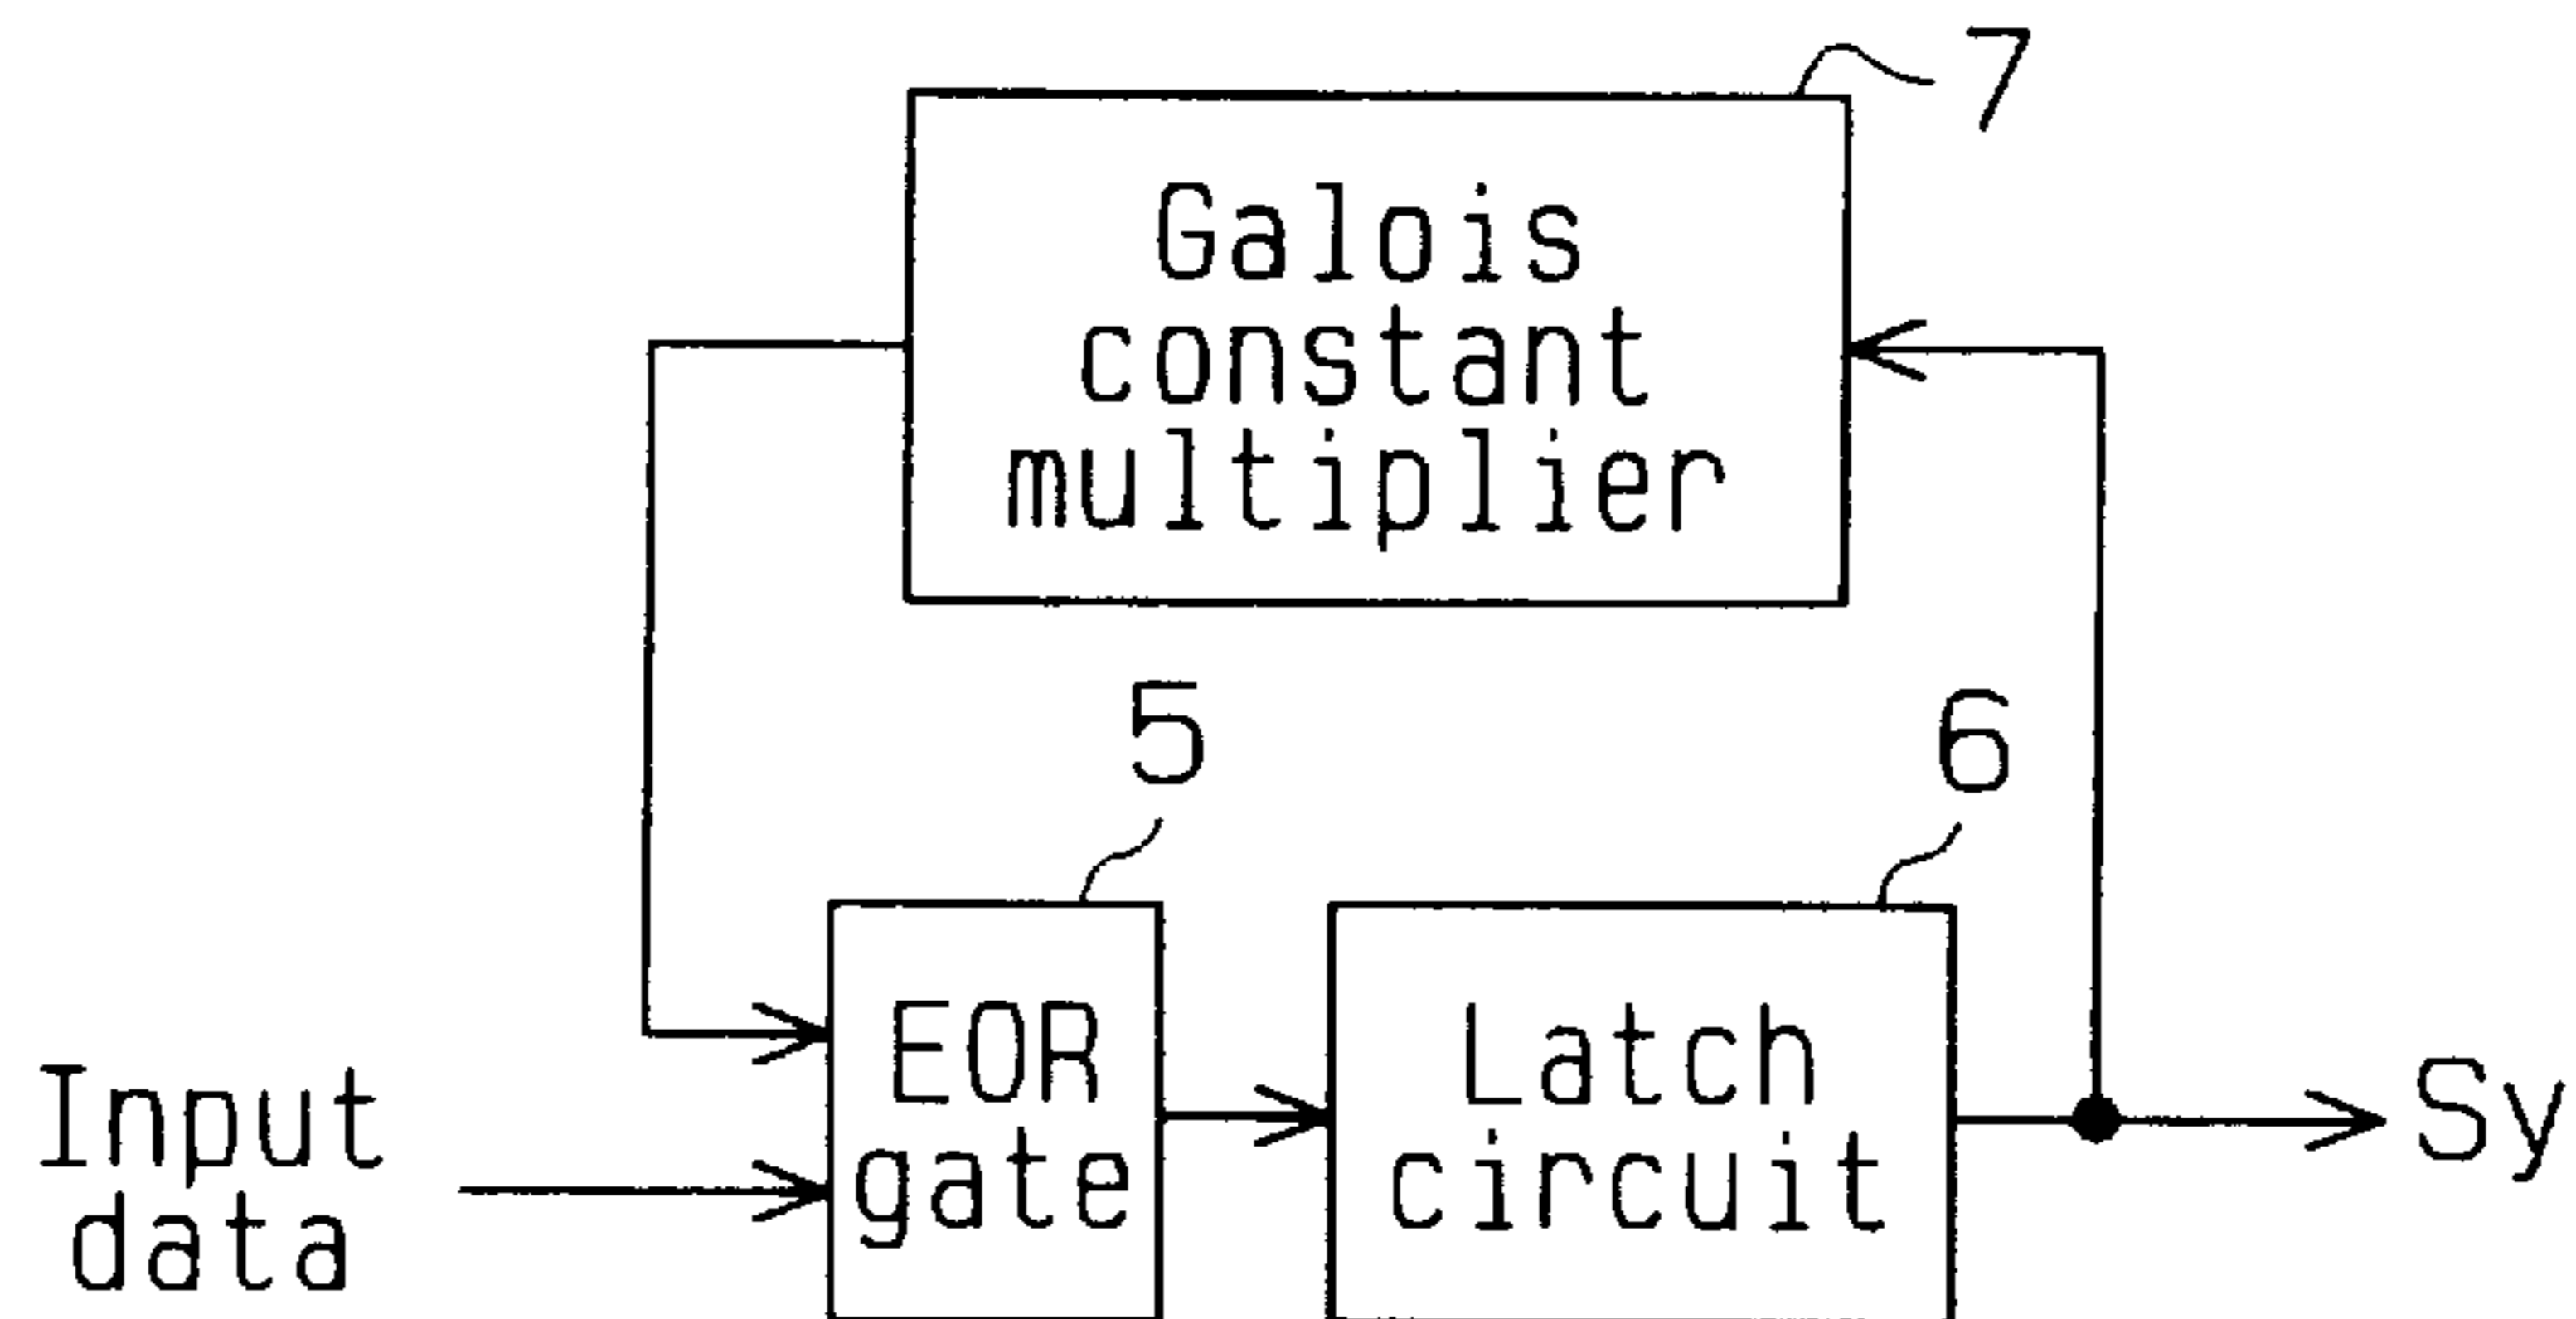 7
Galois
constant
multiplier
5
6
EOR
gate
Latch
circuit
Input
data
Sy